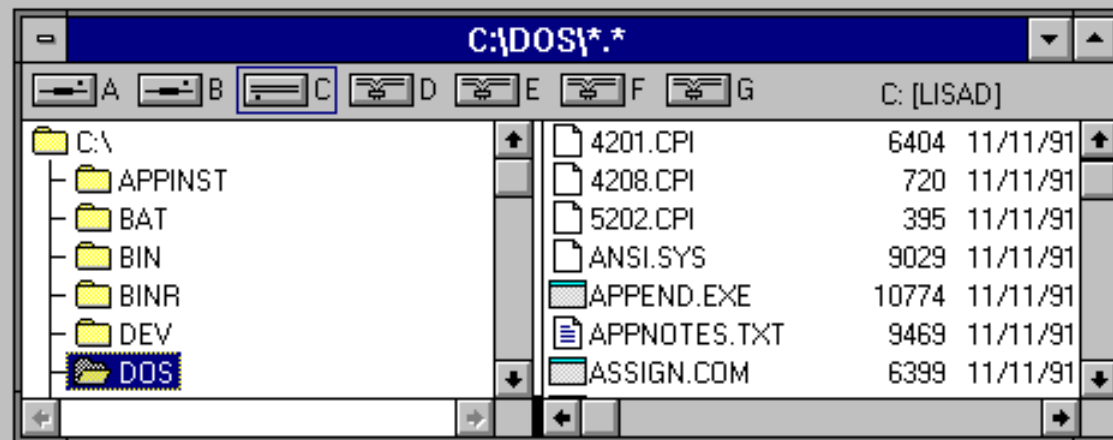 C:\DOS\*.*
A B C D E F G C: [LISAD]
C:\
APPINST
BAT
BIN
BINR
DEV
DOS
4201.CPI 6404 11/11/91
4208.CPI 720 11/11/91
5202.CPI 395 11/11/91
ANSI.SYS 9029 11/11/91
APPEND.EXE 10774 11/11/91
APPNOTES.TXT 9469 11/11/91
ASSIGN.COM 6399 11/11/91